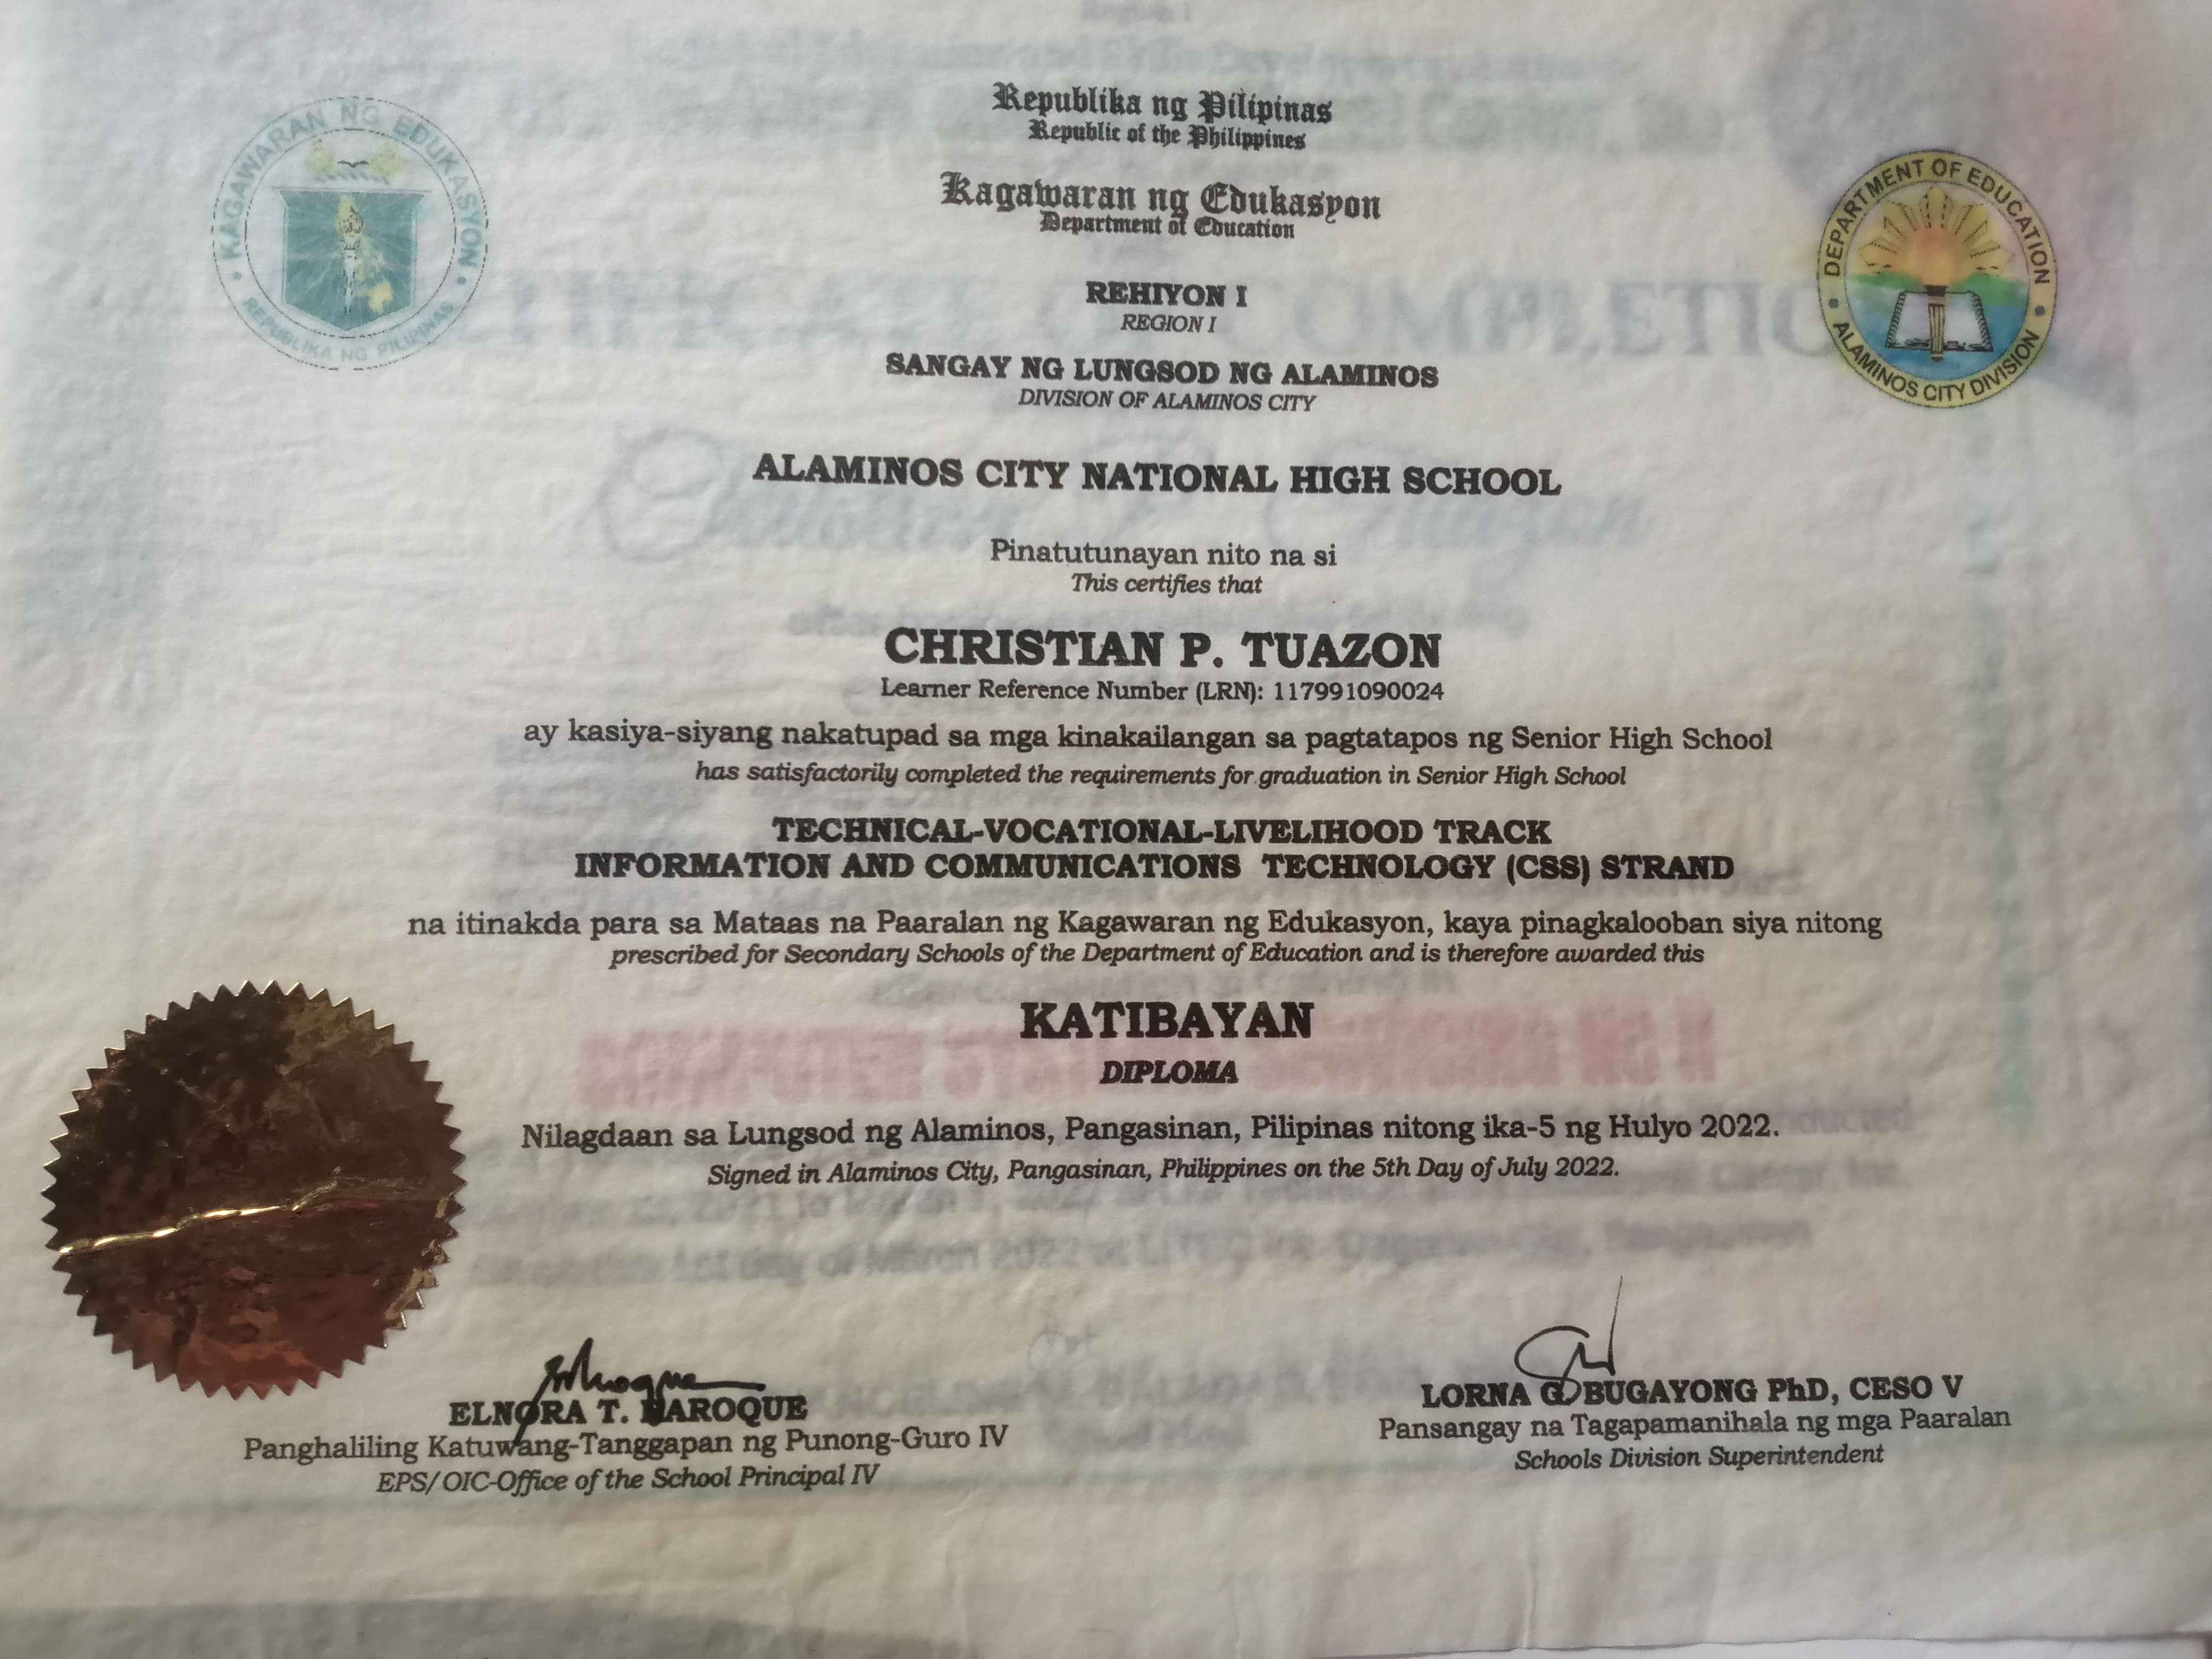 Republika ng Pilipinas
Republic of the Philippines
Kagawaran ng Edukasyon
Department of Education
KAGAWARAN NG EDUKASYON
REPUBLIKA NG PILIPINAS
DEPARTMENT OF EDUCATION
ALAMINOS CITY DIVISION
REHIYON I
REGION I
SANGAY NG LUNGSOD NG ALAMINOS
DIVISION OF ALAMINOS CITY
ALAMINOS CITY NATIONAL HIGH SCHOOL
Pinatutunayan nito na si
This certifies that
CHRISTIAN P. TUAZON
Learner Reference Number (LRN): 117991090024
ay kasiya-siyang nakatupad sa mga kinakailangan sa pagtatapos ng Senior High School
has satisfactorily completed the requirements for graduation in Senior High School
TECHNICAL-VOCATIONAL-LIVELIHOOD TRACK
INFORMATION AND COMMUNICATIONS TECHNOLOGY (CSS) STRAND
na itinakda para sa Mataas na Paaralan ng Kagawaran ng Edukasyon, kaya pinagkalooban siya nitong
prescribed for Secondary Schools of the Department of Education and is therefore awarded this
KATIBAYAN
DIPLOMA
Nilagdaan sa Lungsod ng Alaminos, Pangasinan, Pilipinas nitong ika-5 ng Hulyo 2022.
Signed in Alaminos City, Pangasinan, Philippines on the 5th Day of July 2022.
ELNORA T. NAROQUE
Panghaliling Katuwang-Tanggapan ng Punong-Guro IV
EPS/OIC-Office of the School Principal IV
LORNA G. BUGAYONG PhD, CESO V
Pansangay na Tagapamanihala ng mga Paaralan
Schools Division Superintendent